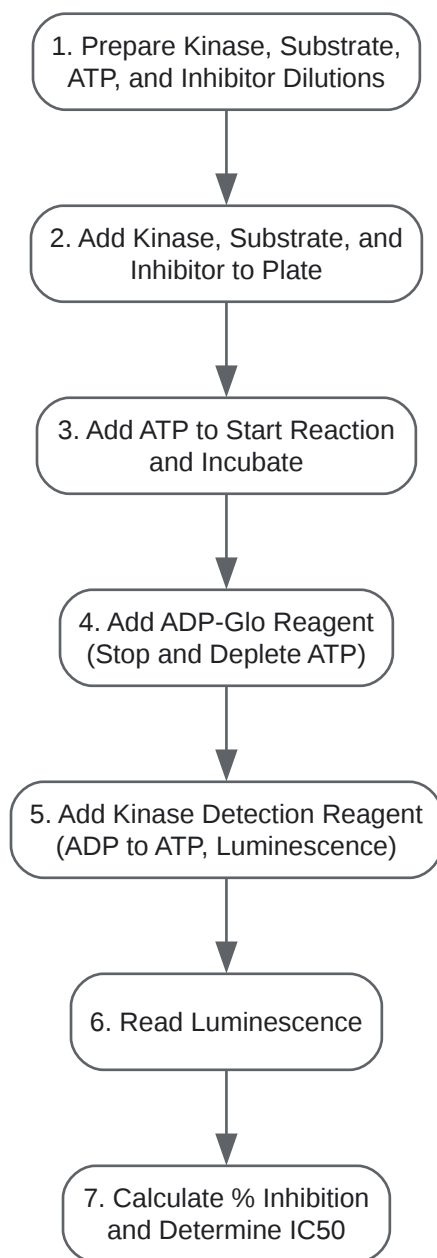 1. Prepare Kinase, Substrate,
ATP, and Inhibitor Dilutions
2. Add Kinase, Substrate, and
Inhibitor to Plate
3. Add ATP to Start Reaction
and Incubate
4. Add ADP-Glo Reagent
(Stop and Deplete ATP)
5. Add Kinase Detection Reagent
(ADP to ATP, Luminescence)
6. Read Luminescence
7. Calculate % Inhibition
and Determine IC50